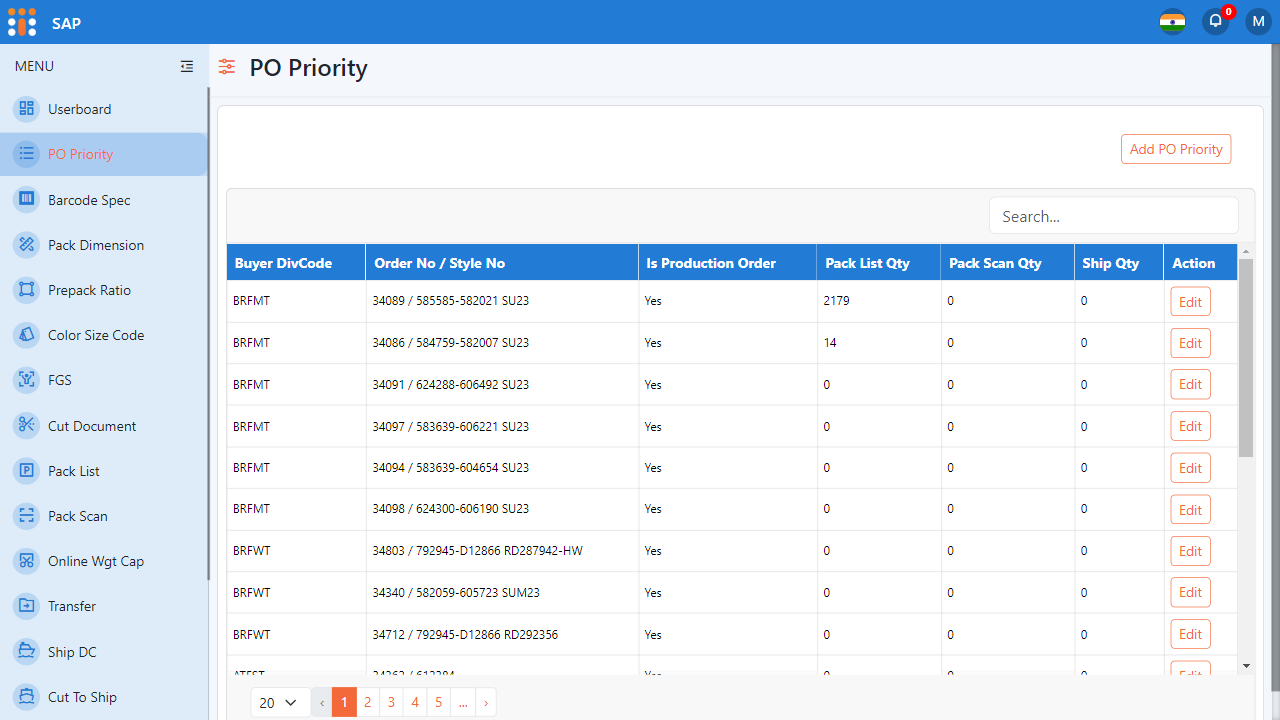 SAP
0
M
MENU
PO Priority
Userboard
PO Priority
Barcode Spec
Pack Dimension
Prepack Ratio
Color Size Code
FGS
Cut Document
Pack List
Pack Scan
Online Wgt Cap
Transfer
Ship DC
Cut To Ship
Add PO Priority
Search...
Buyer DivCode Order No / Style No Is Production Order Pack List Qty Pack Scan Qty Ship Qty Action
BRFMT 34089 / 585585-582021 SU23 Yes 2179 0 0 Edit
BRFMT 34086 / 584759-582007 SU23 Yes 14 0 0 Edit
BRFMT 34091 / 624288-606492 SU23 Yes 0 0 0 Edit
BRFMT 34097 / 583639-606221 SU23 Yes 0 0 0 Edit
BRFMT 34094 / 583639-604654 SU23 Yes 0 0 0 Edit
BRFMT 34098 / 624300-606190 SU23 Yes 0 0 0 Edit
BRFWT 34803 / 792945-D12866 RD287942-HW Yes 0 0 0 Edit
BRFWT 34340 / 582059-605723 SUM23 Yes 0 0 0 Edit
BRFWT 34712 / 792945-D12866 RD292356 Yes 0 0 0 Edit
20 ‹ 1 2 3 4 5 ... ›